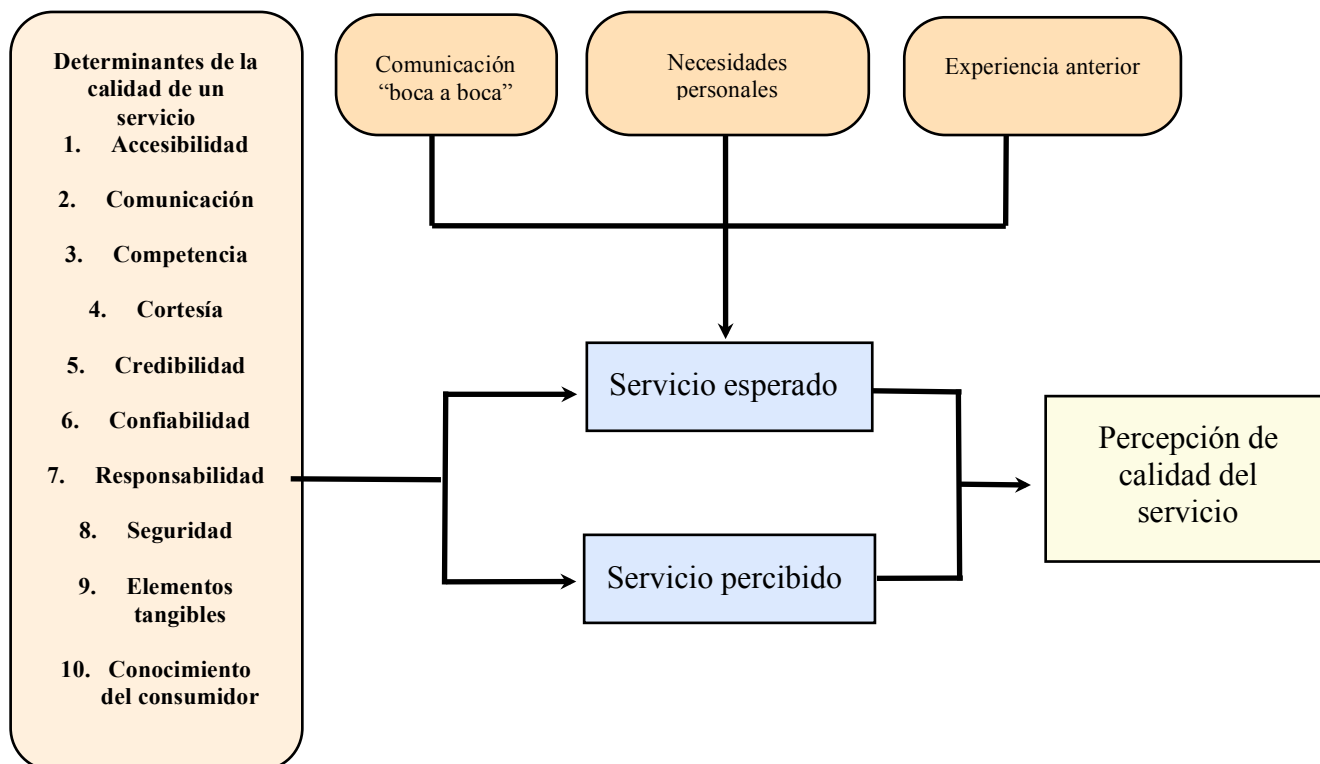 Determinantes de la
calidad de un
servicio
1. Accesibilidad
2. Comunicación
3. Competencia
4. Cortesía
5. Credibilidad
6. Confiabilidad
7. Responsabilidad
8. Seguridad
9. Elementos
tangibles
10. Conocimiento
del consumidor
Comunicación
“boca a boca”
Necesidades
personales
Experiencia anterior
Servicio esperado
Servicio percibido
Percepción de
calidad del
servicio